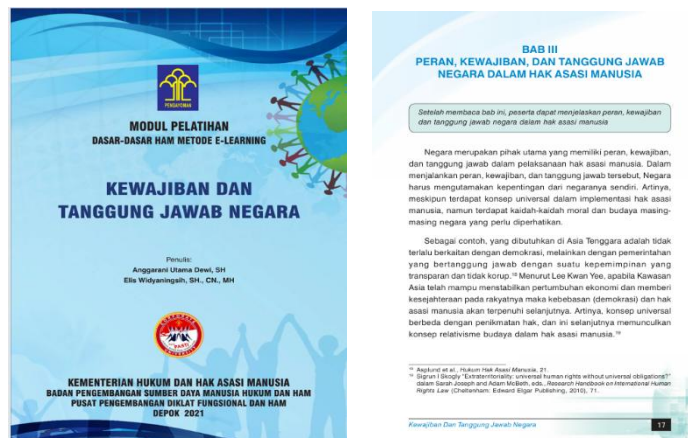 PENGAYOMAN
MODUL PELATIHAN
DASAR-DASAR HAM METODE E-LEARNING
KEWAJIBAN DAN
TANGGUNG JAWAB NEGARA
Penulis:
Anggarani Utama Dewi, SH
Elis Widyaningsih, SH., CN., MH
KEMENTERIAN HUKUM DAN HAK ASASI MANUSIA
BADAN PENGEMBANGAN SUMBER DAYA MANUSIA HUKUM DAN HAM
PUSAT PENGEMBANGAN DIKLAT FUNGSIONAL DAN HAM
DEPOK 2021
BAB III
PERAN, KEWAJIBAN, DAN TANGGUNG JAWAB
NEGARA DALAM HAK ASASI MANUSIA
Setelah membaca bab ini, peserta dapat menjelaskan peran, kewajiban
dan tanggung jawab negara dalam hak asasi manusia
Negara merupakan pihak utama yang memiliki peran, kewajiban,
dan tanggung jawab dalam pelaksanaan hak asasi manusia. Dalam
menjalankan peran, kewajiban, dan tanggung jawab tersebut, Negara
harus mengutamakan kepentingan dari negaranya sendiri. Artinya,
meskipun terdapat konsep universal dalam implementasi hak asasi
manusia, namun terdapat kaidah-kaidah moral dan budaya masing-
masing negara yang perlu diperhatikan.
Sebagai contoh, yang dibutuhkan di Asia Tenggara adalah tidak
terlalu berkaitan dengan demokrasi, melainkan dengan pemerintahan
yang bertanggung jawab dengan suatu kepemimpinan yang
transparan dan tidak korup.¹⁸ Menurut Lee Kwan Yee, apabila Kawasan
Asia telah mampu menstabilkan pertumbuhan ekonomi dan memberi
kesejahteraan pada rakyatnya maka kebebasan (demokrasi) dan hak
asasi manusia akan terpenuhi selanjutnya. Artinya, konsep universal
berbeda dengan penikmatan hak, dan ini selanjutnya memunculkan
konsep relativisme budaya dalam hak asasi manusia.¹⁹
¹⁸ Asplund et al., Hukum Hak Asasi Manusia, 21.
¹⁹ Sigrun I Skogly "Extratentoriality: universal human rights without universal obligations?"
dalam Sarah Joseph and Adam McBeth, eds., Research Handbook on International Human
Rights Law (Cheltenham: Edward Elgar Publishing, 2010), 71.
Kewajiban Dan Tanggung Jawab Negara 17